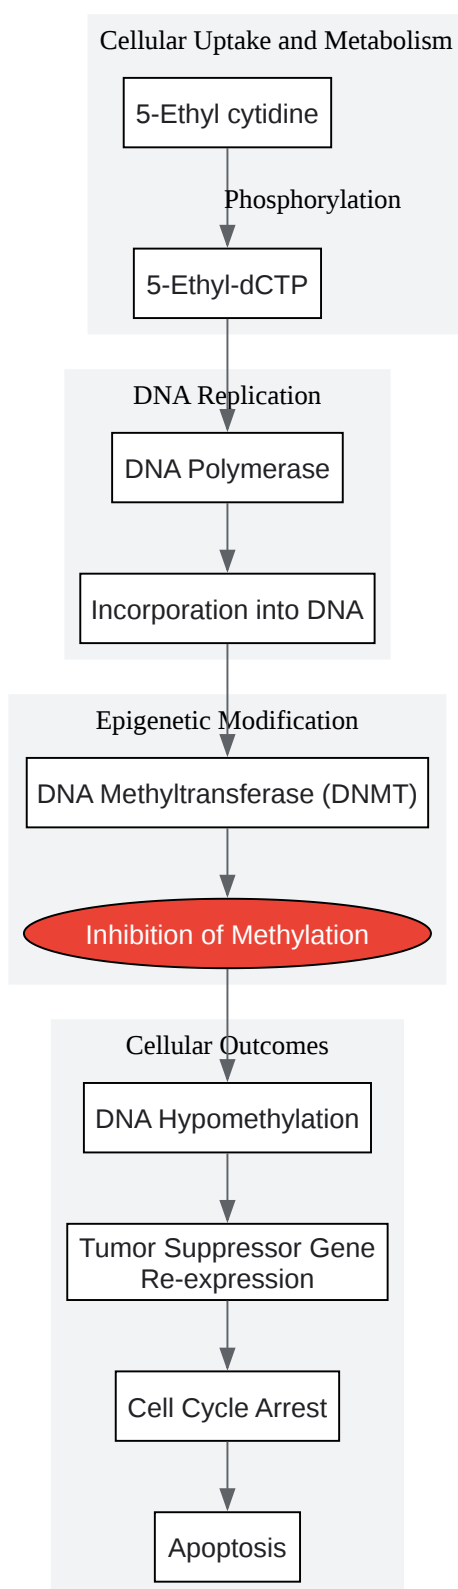 Cellular Uptake and Metabolism
5-Ethyl cytidine
Phosphorylation
5-Ethyl-dCTP
DNA Replication
DNA Polymerase
Incorporation into DNA
Epigenetic Modification
DNA Methyltransferase (DNMT)
Inhibition of Methylation
Cellular Outcomes
DNA Hypomethylation
Tumor Suppressor Gene
Re-expression
Cell Cycle Arrest
Apoptosis